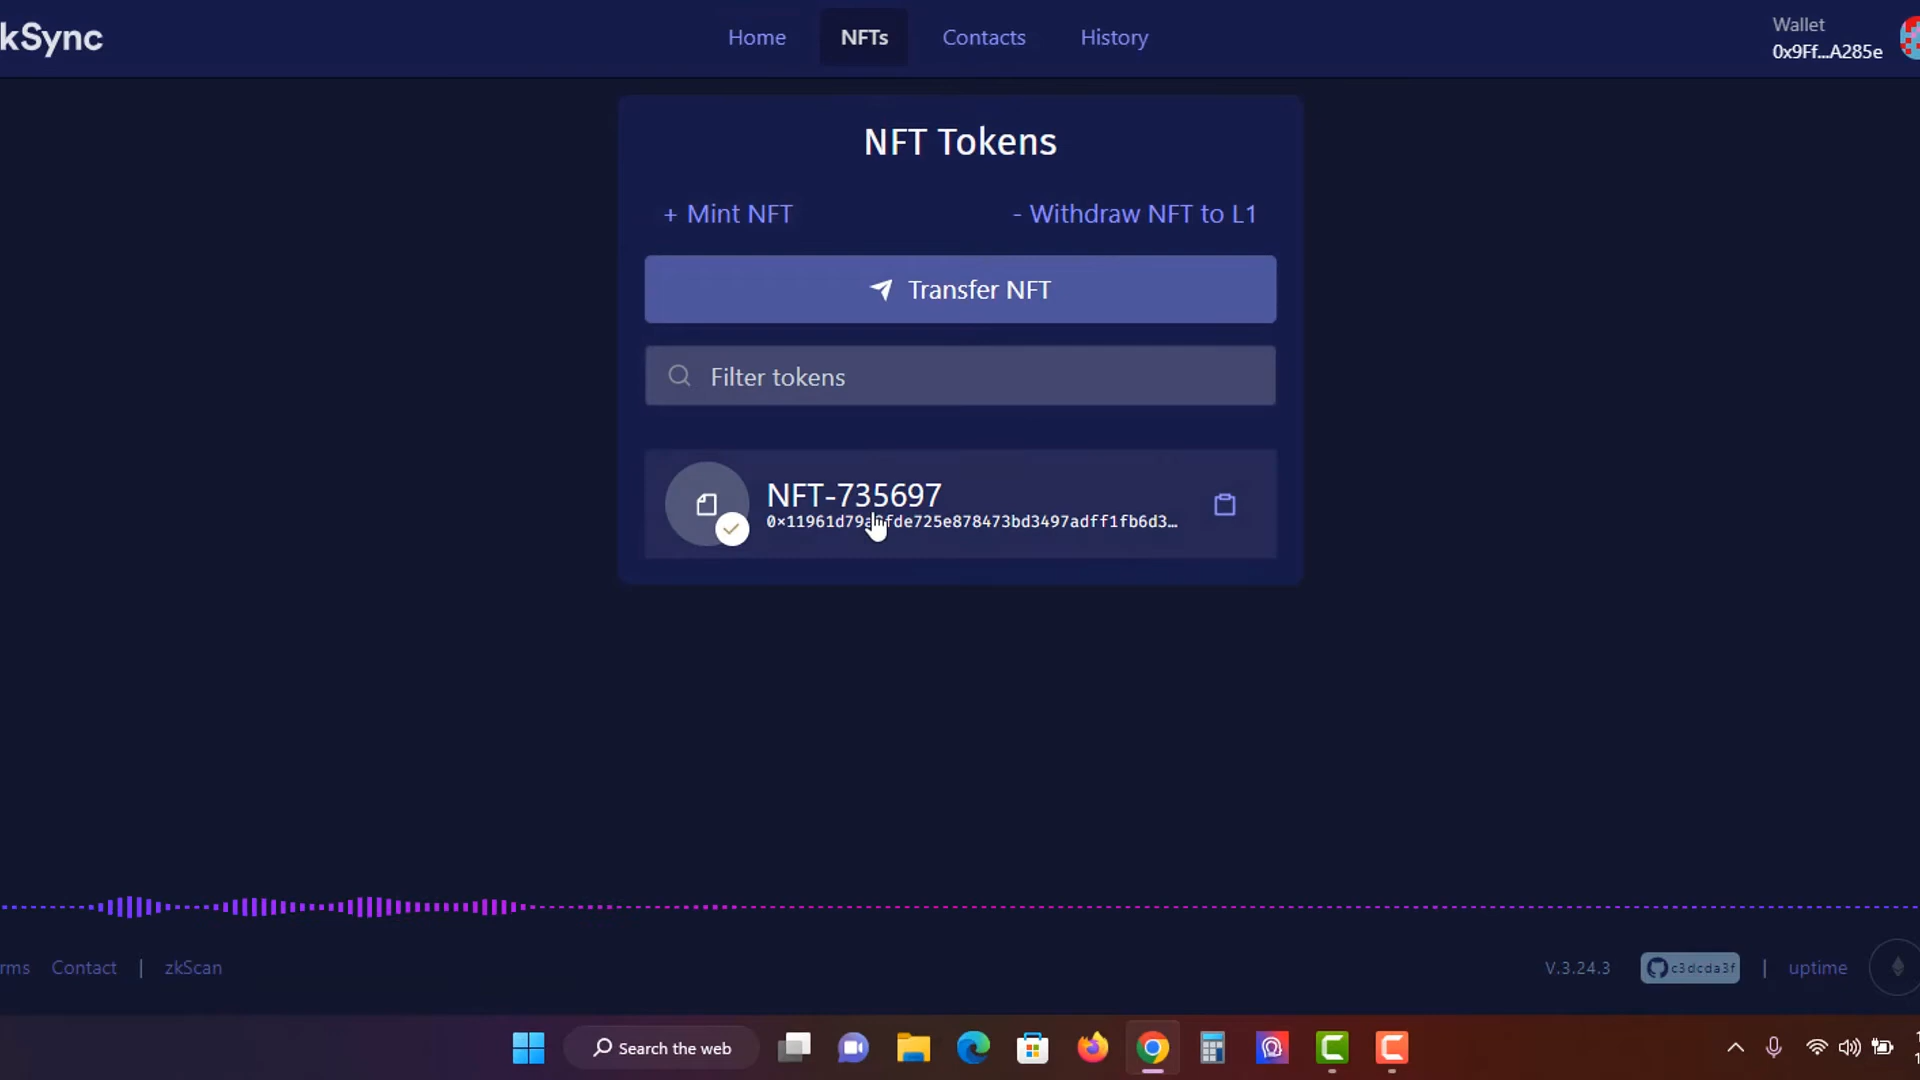 kSync
Home
NFTs
Contacts
History
Wallet
0x9Ff...A285e
NFT Tokens
+ Mint NFT
- Withdraw NFT to L1
Transfer NFT
Filter tokens
NFT-735697
rms
Contact
|
zkScan
V.3.24.3
c3dcda3f
|
uptime
Search the web